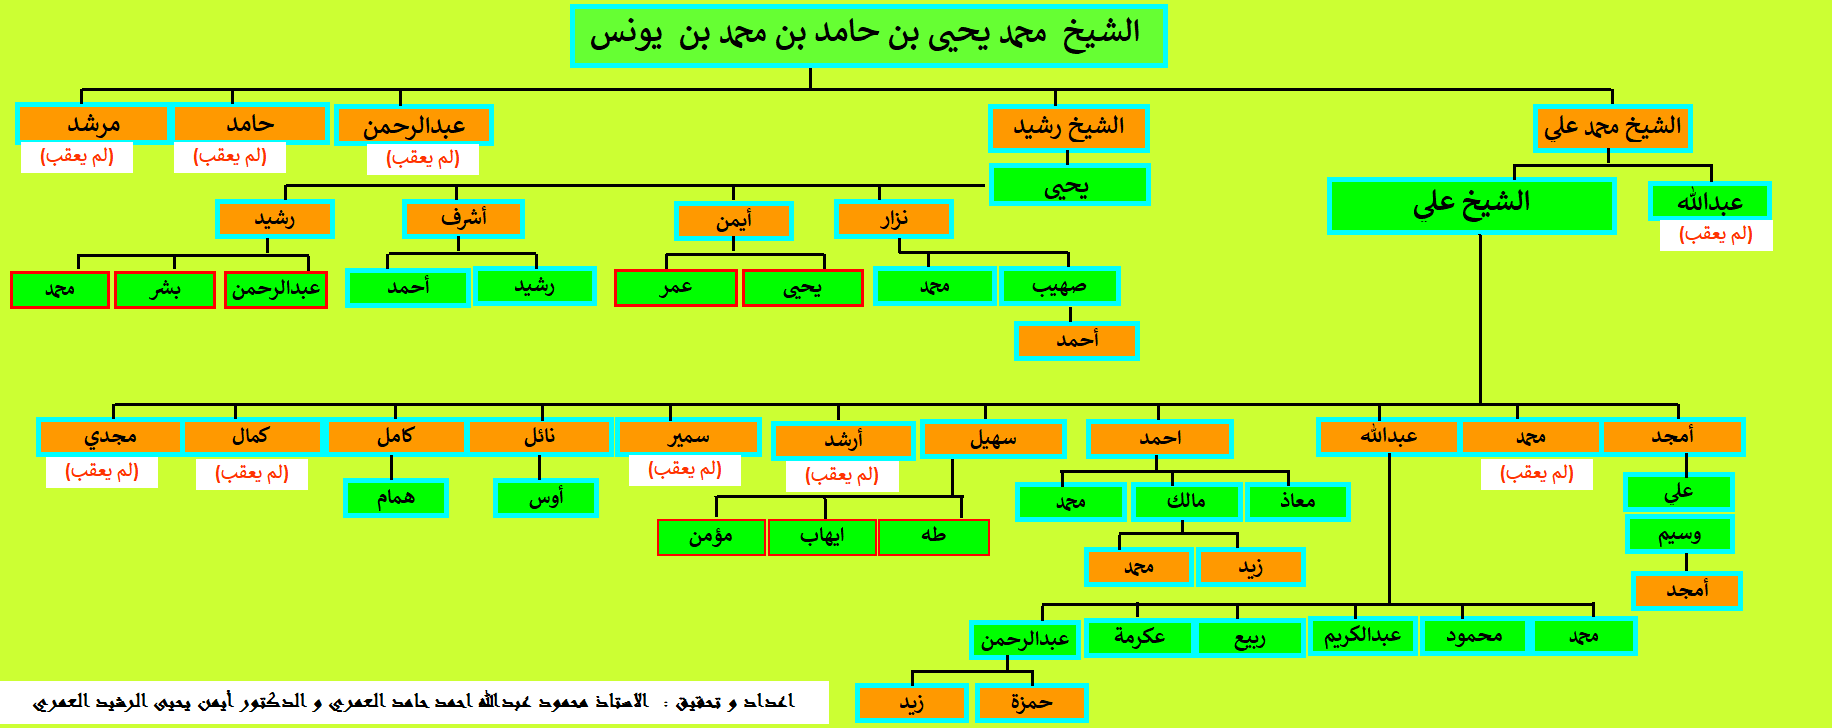 الشيخ محمد يحيى بن حامد بن محمد بن يونس
الشيخ محمد علي
الشيخ رشيد
عبدالرحمن
حامد
مرشد
(لم يعقب)
(لم يعقب)
(لم يعقب)
عبدالله
الشيخ علي
يحيى
(لم يعقب)
نزار
أيمن
أشرف
رشيد
صهيب
محمد
يحيى
عمر
رشيد
أحمد
عبدالرحمن
بشر
محمد
أحمد
أمجد
محمد
عبدالله
احمد
سهيل
أرشد
سمير
نائل
كامل
كمال
مجدي
(لم يعقب)
(لم يعقب)
(لم يعقب)
(لم يعقب)
(لم يعقب)
علي
معاذ
مالك
محمد
أوس
همام
وسيم
طه
ايهاب
مؤمن
زيد
محمد
أمجد
محمد
محمود
عبدالكريم
ربيع
عكرمة
عبدالرحمن
حمزة
زيد
اعداد و تحقيق : الاستاذ محمود عبدالله احمد حامد العمري و الدكتور أيمن يحيى الرشيد العمري